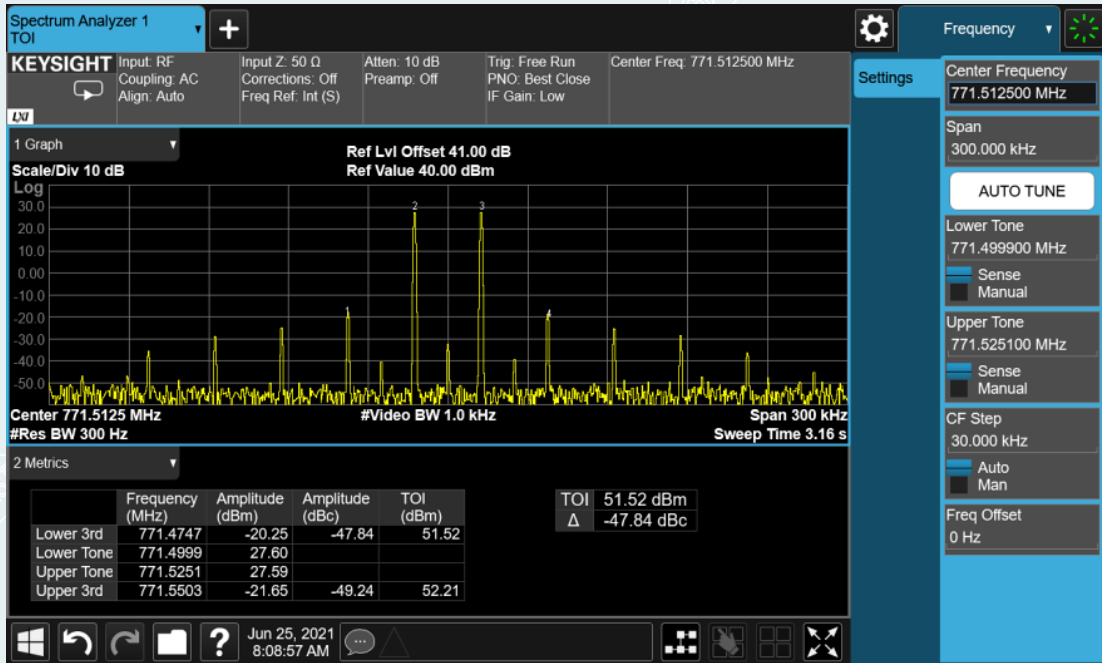 Spectrum Analyzer 1
TOI
+
Frequency
KEYSIGHT
Input: RF
Coupling: AC
Align: Auto
Input Z: 50 Ω
Corrections: Off
Freq Ref: Int (S)
Atten: 10 dB
Preamp: Off
Trig: Free Run
PNO: Best Close
IF Gain: Low
Center Freq: 771.512500 MHz
LXI
Settings
Center Frequency
771.512500 MHz
Span
300.000 kHz
AUTO TUNE
Lower Tone
771.499900 MHz
Sense
Manual
Upper Tone
771.525100 MHz
Sense
Manual
CF Step
30.000 kHz
Auto
Man
Freq Offset
0 Hz
1 Graph
Scale/Div 10 dB
Ref Lvl Offset 41.00 dB
Ref Value 40.00 dBm
Log
30.0
20.0
10.0
0.00
-10.0
-20.0
-30.0
-40.0
-50.0
1
2
3
4
Center 771.5125 MHz #Video BW 1.0 kHz Span 300 kHz
#Res BW 300 Hz Sweep Time 3.16 s
2 Metrics
Frequency (MHz) Amplitude (dBm) Amplitude (dBc) TOI (dBm)
Lower 3rd 771.4747 -20.25 -47.84 51.52
Lower Tone 771.4999 27.60
Upper Tone 771.5251 27.59
Upper 3rd 771.5503 -21.65 -49.24 52.21
TOI 51.52 dBm
Δ -47.84 dBc
?
Jun 25, 2021
8:08:57 AM